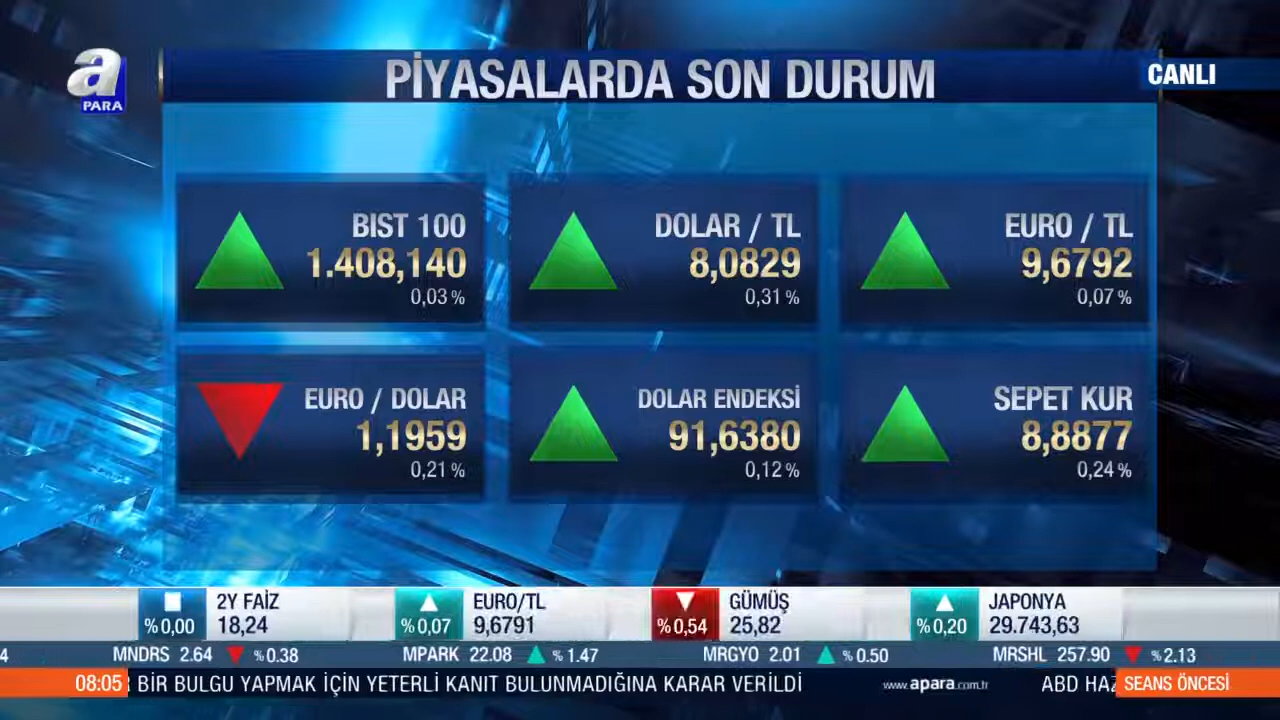 a
PARA
PİYASALARDA SON DURUM
CANLI
BIST 100
1.408,140
0,03 %
DOLAR / TL
8,0829
0,31 %
EURO / TL
9,6792
0,07 %
EURO / DOLAR
1,1959
0,21 %
DOLAR ENDEKSİ
91,6380
0,12 %
SEPET KUR
8,8877
0,24 %
% 0,00 2Y FAİZ 18,24
% 0,07 EURO/TL 9,6791
% 0,54 GÜMÜŞ 25,82
% 0,20 JAPONYA 29.743,63
4 MNDRS 2.64 % 0.38 MPARK 22.08 % 1.47 MRGYO 2.01 % 0.50 MRSHL 257.90 % 2.13
08:05 BİR BULGU YAPMAK İÇİN YETERLİ KANIT BULUNMADIĞINA KARAR VERİLDİ www.apara.com.tr ABD SEANS ÖNCESİ